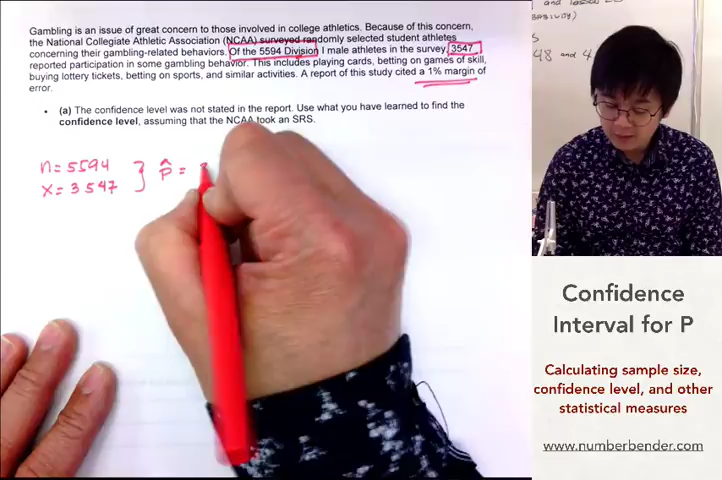 Gambling is an issue of great concern to those involved in college athletics. Because of this concern,
the National Collegiate Athletic Association (NCAA) surveyed randomly selected student athletes
concerning their gambling-related behaviors. Of the 5594 Division I male athletes in the survey, 3547
reported participation in some gambling behavior. This includes playing cards, betting on games of skill,
buying lottery tickets, betting on sports, and similar activities. A report of this study cited a 1% margin of
error.
• (a) The confidence level was not stated in the report. Use what you have learned to find the
confidence level, assuming that the NCAA took an SRS.
n = 5594
x = 3547
} p̂ =
48 and 4
Confidence
Interval for P
Calculating sample size,
confidence level, and other
statistical measures
www.numberbender.com